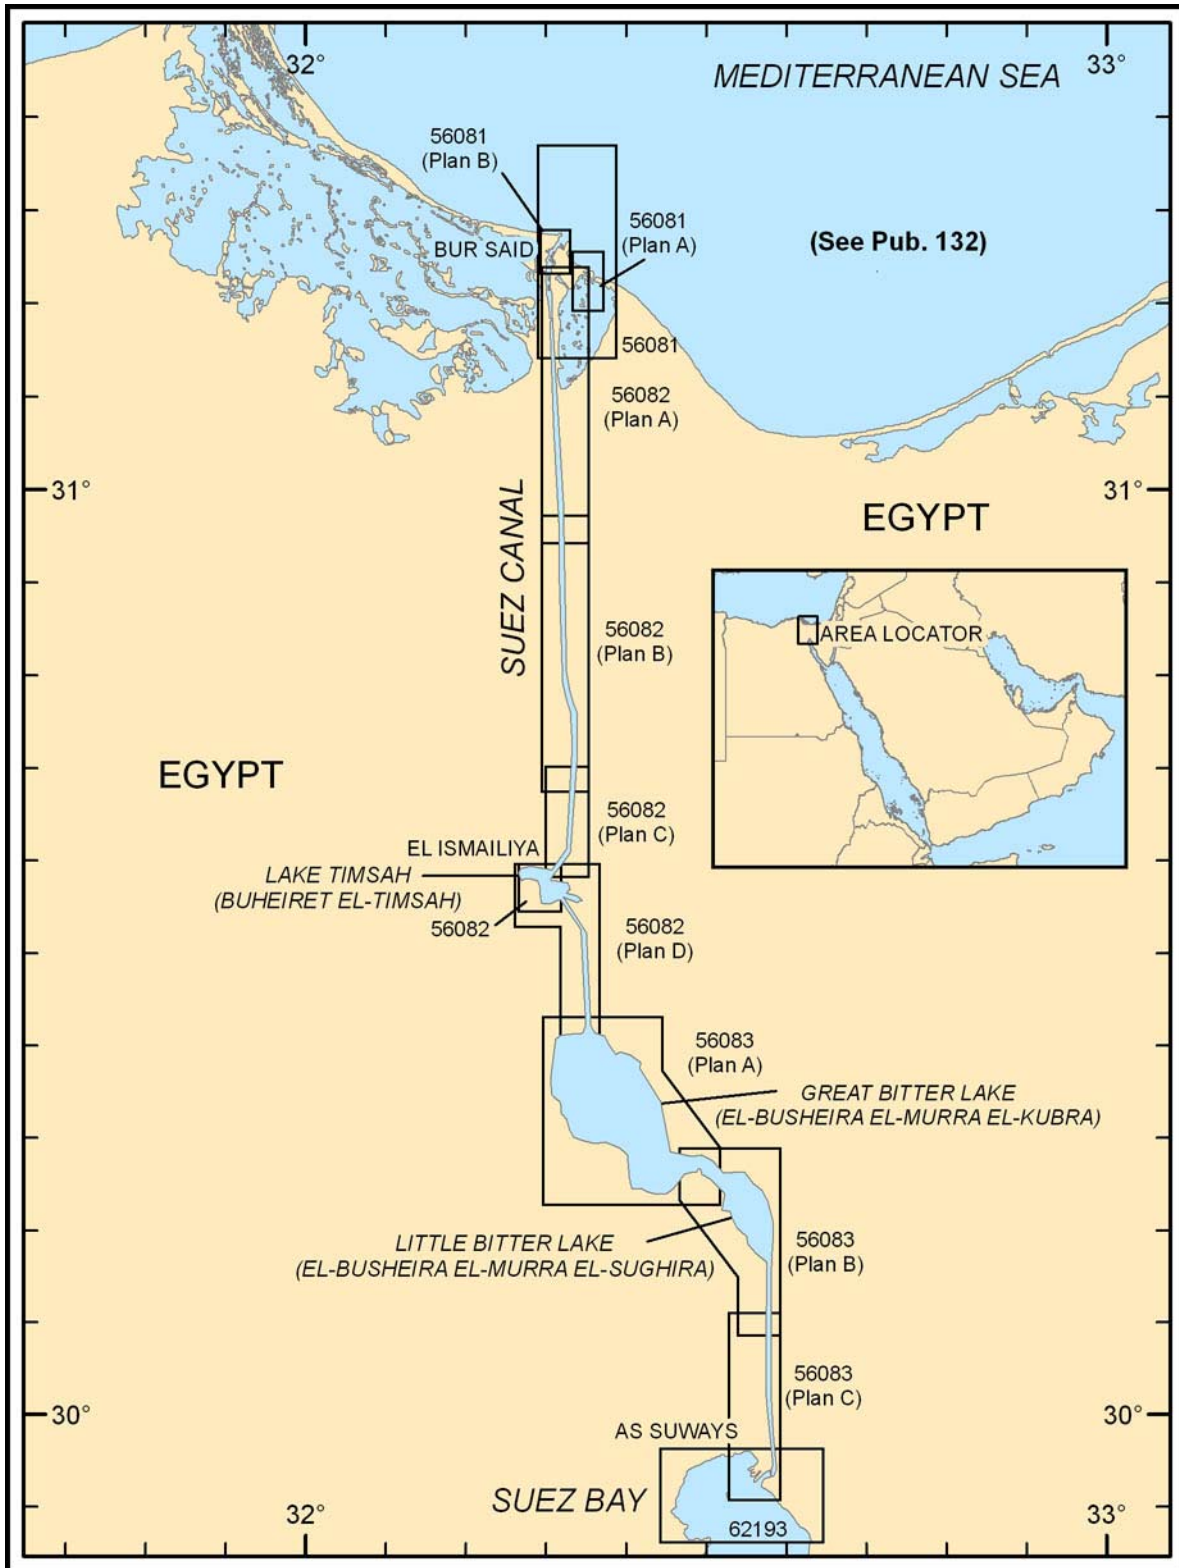 32°
MEDITERRANEAN SEA
33°
56081
(Plan B)
56081
(Plan A)
BUR SAID
(See Pub. 132)
56081
56082
(Plan A)
31°
31°
SUEZ CANAL
EGYPT
AREA LOCATOR
56082
(Plan B)
EGYPT
56082
(Plan C)
EL ISMAILIYA
LAKE TIMSAH
(BUHEIRET EL-TIMSAH)
56082
56082
(Plan D)
56083
(Plan A)
GREAT BITTER LAKE
(EL-BUSHEIRA EL-MURRA EL-KUBRA)
LITTLE BITTER LAKE
(EL-BUSHEIRA EL-MURRA EL-SUGHIRA)
56083
(Plan B)
56083
(Plan C)
30°
30°
AS SUWAYS
SUEZ BAY
62193
32°
33°